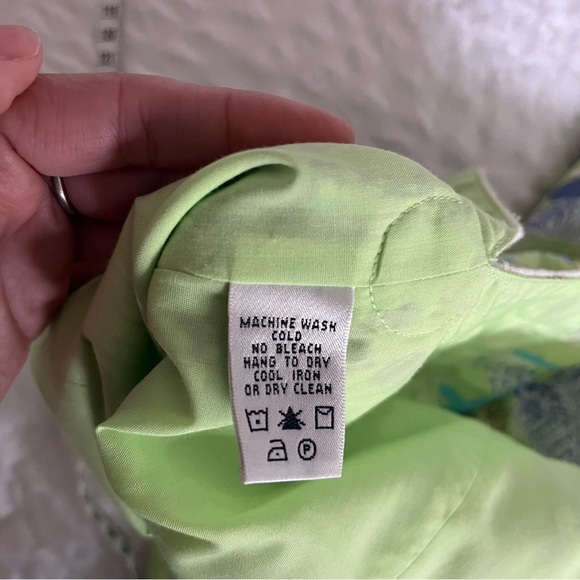 MACHINE WASH
COLD
NO BLEACH
HANG TO DRY
COOL IRON
OR DRY CLEAN
P